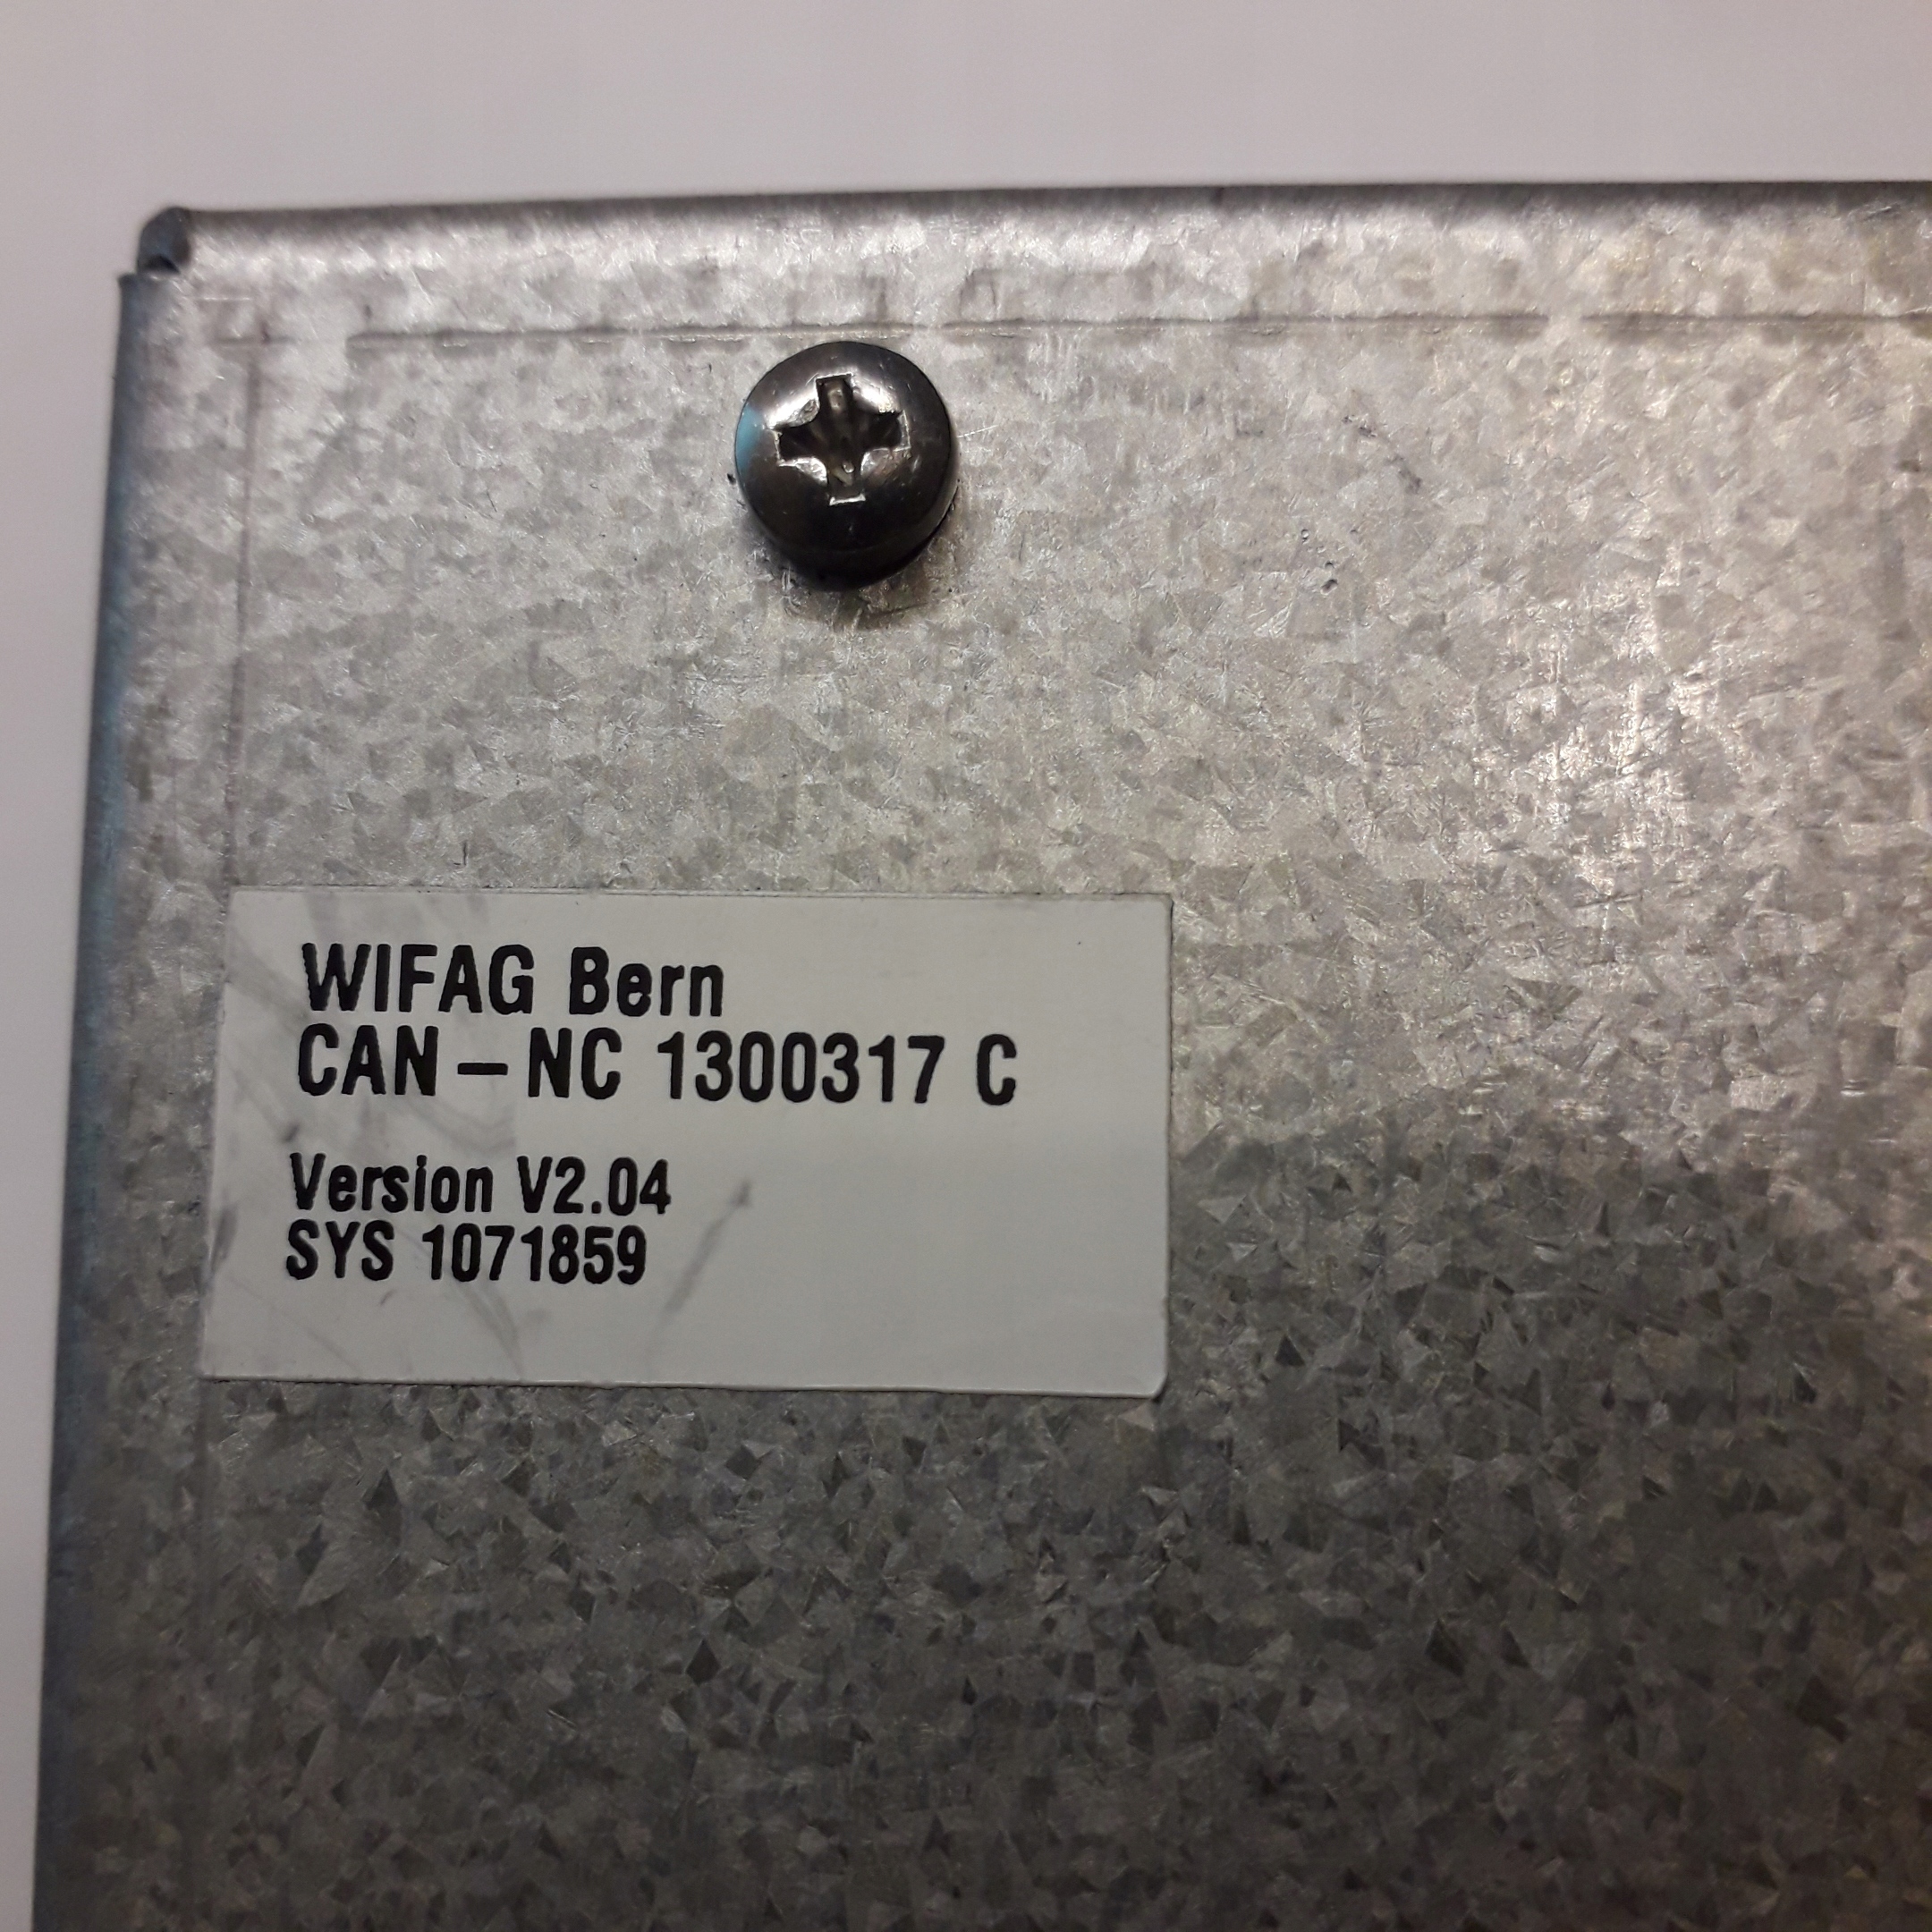 WIFAG Bern
CAN – NC 1300317 C
Version V2.04
SYS 1071859